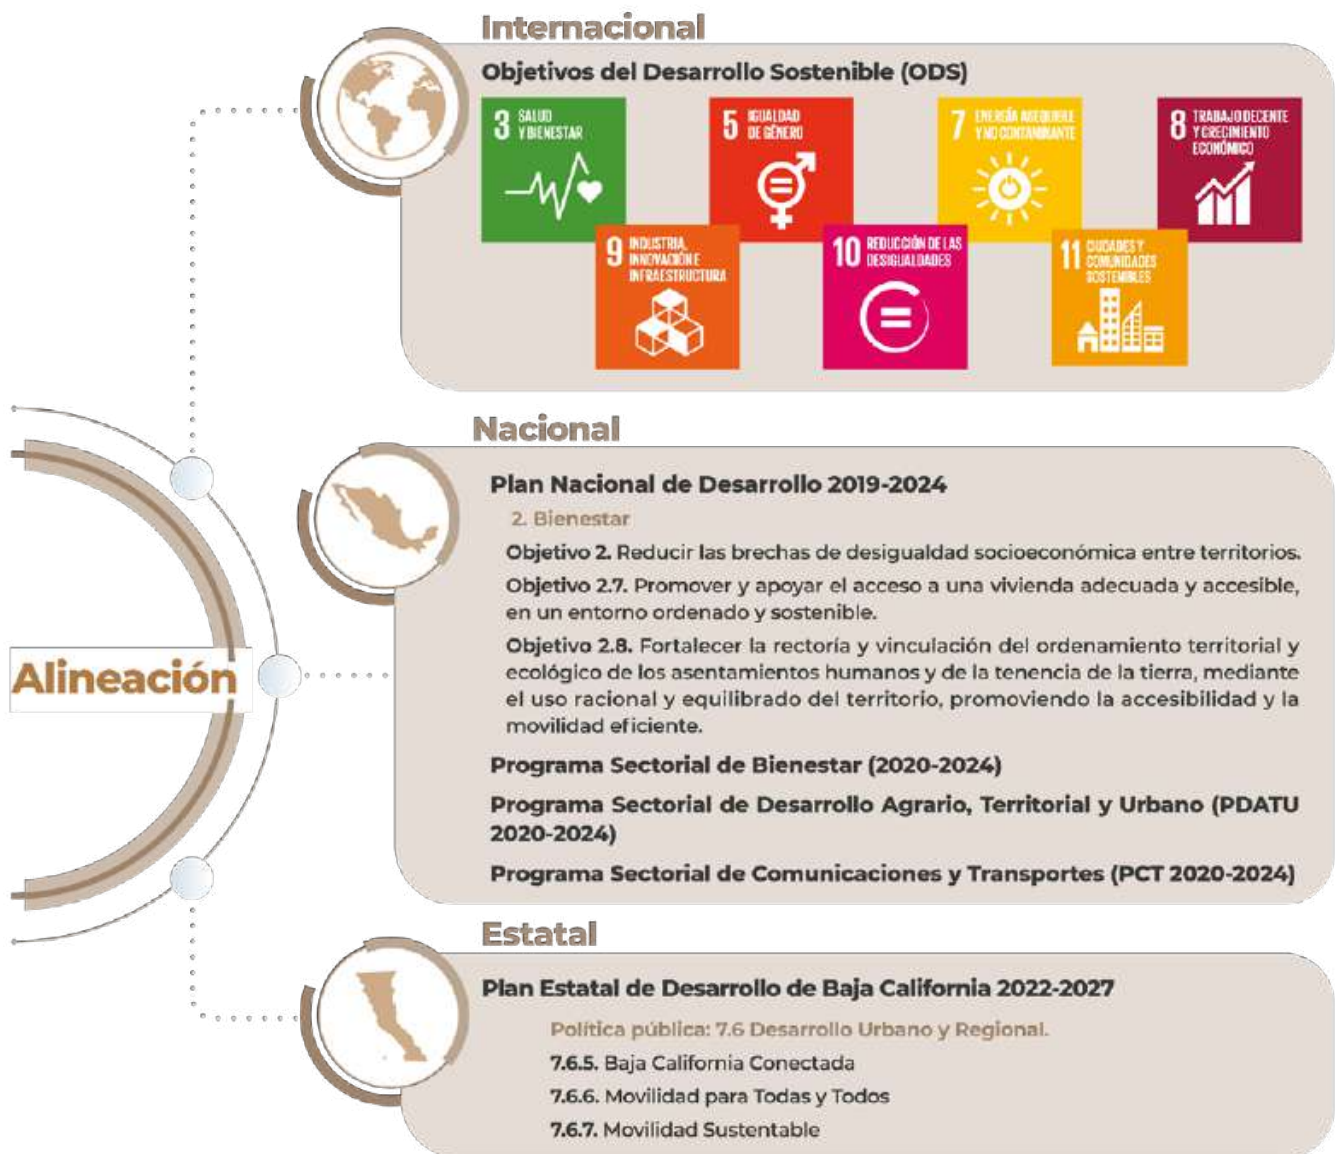 Internacional
Objetivos del Desarrollo Sostenible (ODS)
3 SALUD
Y BIENESTAR
5 IGUALDAD
DE GÉNERO
7 ENERGÍA ASEQUIBLE
Y NO CONTAMINANTE
8 TRABAJO DECENTE
Y CRECIMIENTO
ECONÓMICO
9 INDUSTRIA,
INNOVACIÓN E
INFRAESTRUCTURA
10 REDUCCIÓN DE LAS
DESIGUALDADES
11 CIUDADES Y
COMUNIDADES
SOSTENIBLES
Alineación
Nacional
Plan Nacional de Desarrollo 2019-2024
2. Bienestar
Objetivo 2. Reducir las brechas de desigualdad socioeconómica entre territorios.
Objetivo 2.7. Promover y apoyar el acceso a una vivienda adecuada y accesible,
en un entorno ordenado y sostenible.
Objetivo 2.8. Fortalecer la rectoría y vinculación del ordenamiento territorial y
ecológico de los asentamientos humanos y de la tenencia de la tierra, mediante
el uso racional y equilibrado del territorio, promoviendo la accesibilidad y la
movilidad eficiente.
Programa Sectorial de Bienestar (2020-2024)
Programa Sectorial de Desarrollo Agrario, Territorial y Urbano (PDATU
2020-2024)
Programa Sectorial de Comunicaciones y Transportes (PCT 2020-2024)
Estatal
Plan Estatal de Desarrollo de Baja California 2022-2027
Política pública: 7.6 Desarrollo Urbano y Regional.
7.6.5. Baja California Conectada
7.6.6. Movilidad para Todas y Todos
7.6.7. Movilidad Sustentable